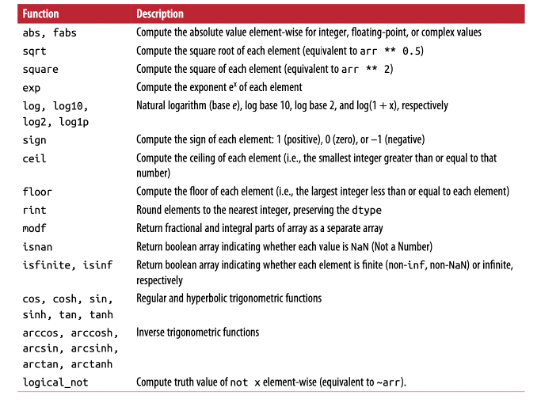 Function Description
abs, fabs Compute the absolute value element-wise for integer, floating-point, or complex values
sqrt Compute the square root of each element (equivalent to arr ** 0.5)
square Compute the square of each element (equivalent to arr ** 2)
exp Compute the exponent eˣ of each element
log, log10, Natural logarithm (base e), log base 10, log base 2, and log(1 + x), respectively
log2, log1p
sign Compute the sign of each element: 1 (positive), 0 (zero), or –1 (negative)
ceil Compute the ceiling of each element (i.e., the smallest integer greater than or equal to that
number)
floor Compute the floor of each element (i.e., the largest integer less than or equal to each element)
rint Round elements to the nearest integer, preserving the dtype
modf Return fractional and integral parts of array as a separate array
isnan Return boolean array indicating whether each value is NaN (Not a Number)
isfinite, isinf Return boolean array indicating whether each element is finite (non-inf, non-NaN) or infinite,
respectively
cos, cosh, sin, Regular and hyperbolic trigonometric functions
sinh, tan, tanh
arccos, arccosh, Inverse trigonometric functions
arcsin, arcsinh,
arctan, arctanh
logical_not Compute truth value of not x element-wise (equivalent to ~arr).